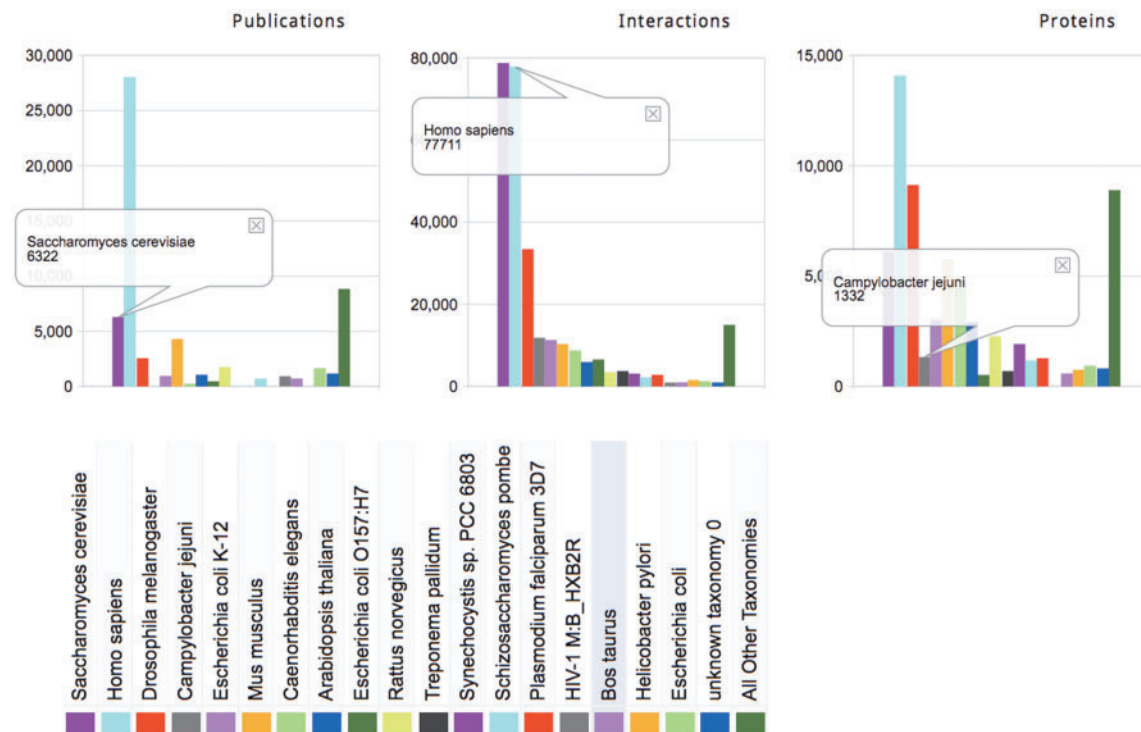 Publications
30,000
25,000
20,000
15,000
Saccharomyces cerevisiae
6322
10,000
5,000
0
Interactions
80,000
Homo sapiens
77711
40,000
20,000
0
Proteins
15,000
10,000
5,0
Campylobacter jejuni
1332
0
Saccharomyces cerevisiae
Homo sapiens
Drosophila melanogaster
Campylobacter jejuni
Escherichia coli K-12
Mus musculus
Caenorhabditis elegans
Arabidopsis thaliana
Escherichia coli O157:H7
Rattus norvegicus
Treponema pallidum
Synechocystis sp. PCC 6803
Schizosaccharomyces pombe
Plasmodium falciparum 3D7
HIV-1 M:B_HXB2R
Bos taurus
Helicobacter pylori
Escherichia coli
unknown taxonomy 0
All Other Taxonomies